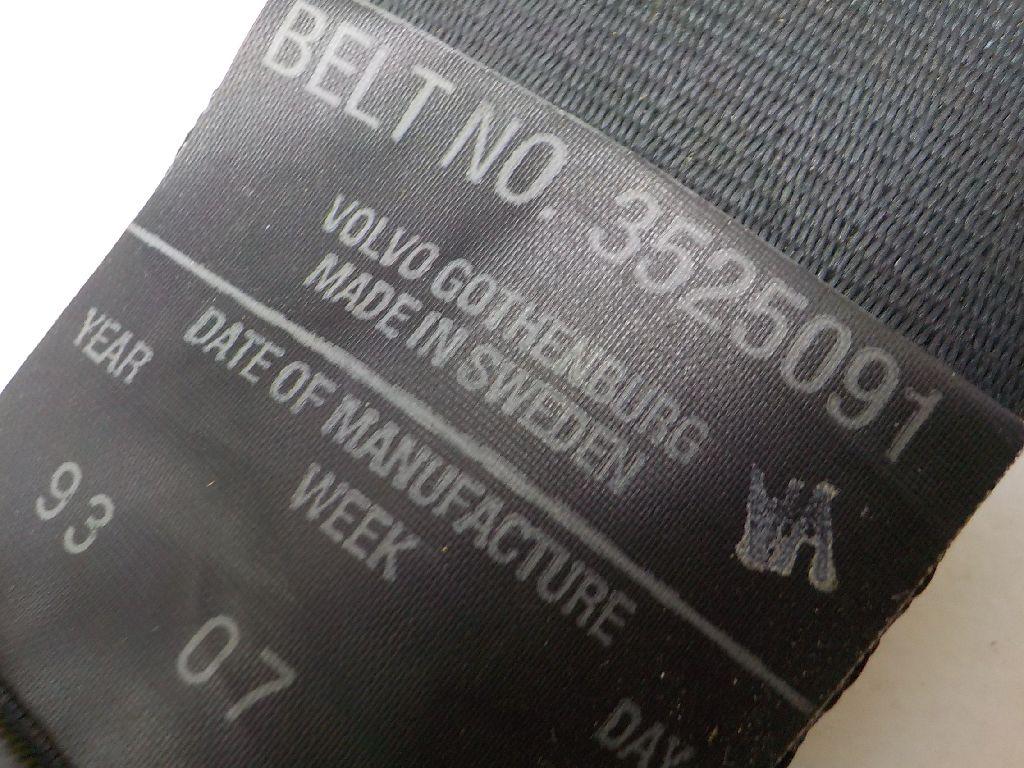 BELT NO. 3525091
VOLVO GOTHENBURG
MADE IN SWEDEN
DATE OF MANUFACTURE
YEAR WEEK DAY
93 07